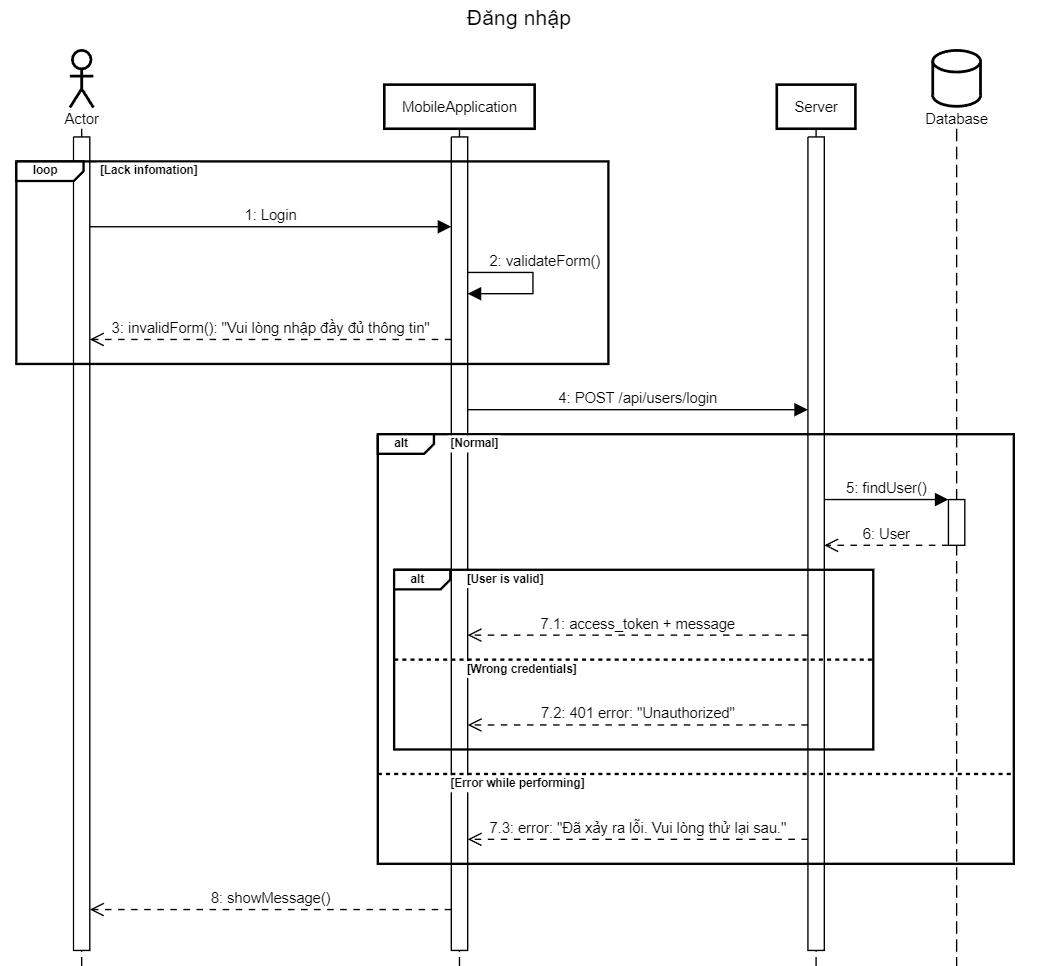 Đăng nhập
Actor
MobileApplication
Server
Database
loop
[Lack infomation]
1: Login
2: validateForm()
3: invalidForm(): "Vui lòng nhập đầy đủ thông tin"
4: POST /api/users/login
alt
[Normal]
5: findUser()
6: User
alt
[User is valid]
7.1: access_token + message
[Wrong credentials]
7.2: 401 error: "Unauthorized"
[Error while performing]
7.3: error: "Đã xảy ra lỗi. Vui lòng thử lại sau."
8: showMessage()